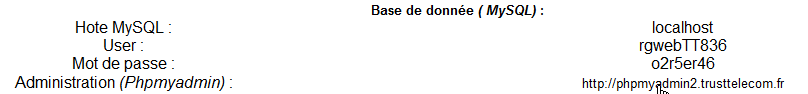 Base de donnée ( MySQL) :
Hote MySQL : localhost
User : rgwebTT836
Mot de passe : o2r5er46
Administration (Phpmyadmin) : http://phpmyadmin2.trusttelecom.fr